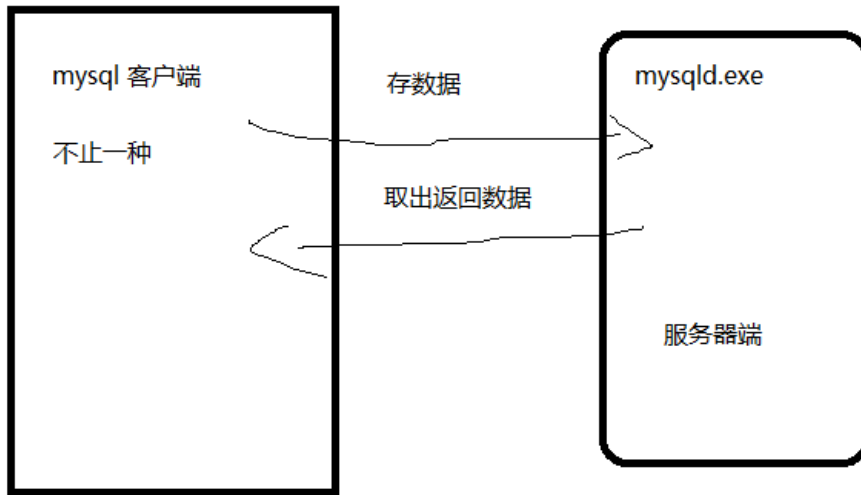 mysql 客户端
不止一种
存数据
取出返回数据
mysqld.exe
服务器端